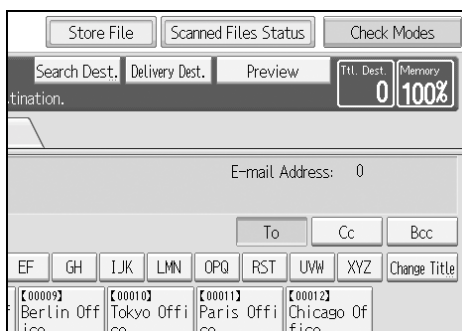 Store File Scanned Files Status Check Modes
Search Dest. Delivery Dest. Preview Ttl. Dest. Memory
tination. 0 100%
E-mail Address: 0
To Cc Bcc
EF GH IJK LMN OPQ RST UVW XYZ Change Title
[00009] [00010] [00011] [00012]
Berlin Off Tokyo Offi Paris Offi Chicago Of
ice ce ce fice